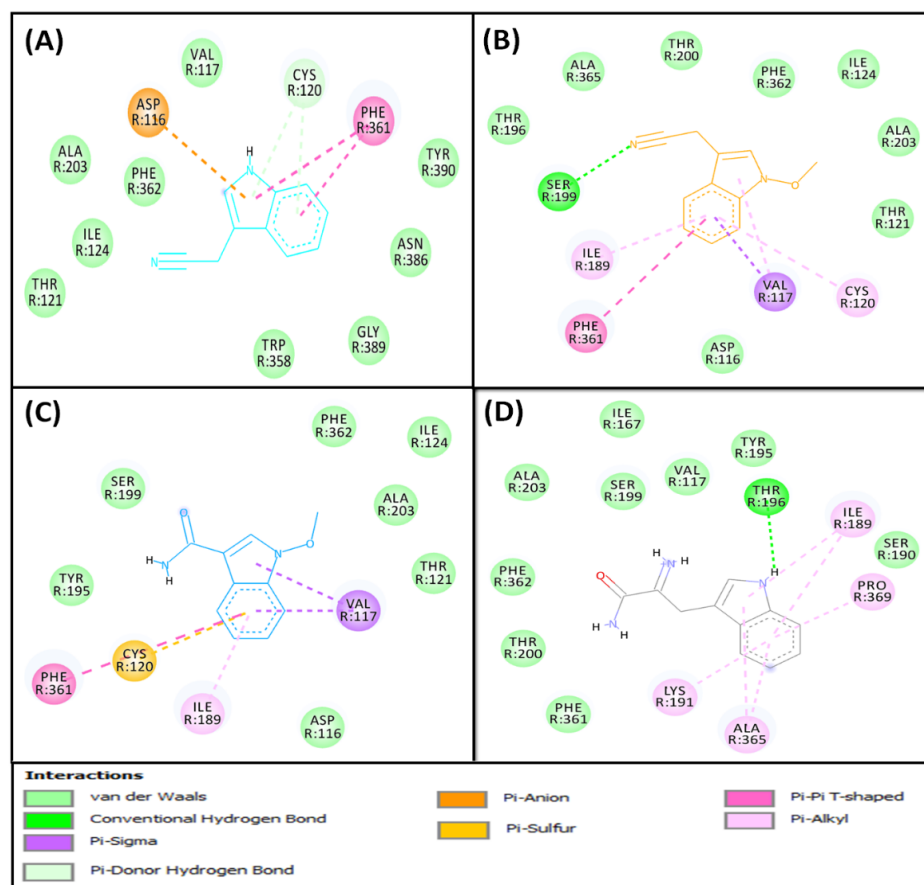 (A)
VAL
R:117
CYS
R:120
ASP
R:116
PHE
R:361
ALA
R:203
PHE
R:362
TYR
R:390
H
N
ILE
R:124
ASN
R:386
N
THR
R:121
TRP
R:358
GLY
R:389
(B)
THR
R:200
ALA
R:365
PHE
R:362
ILE
R:124
THR
R:196
ALA
R:203
N
SER
R:199
N
O
THR
R:121
ILE
R:189
VAL
R:117
CYS
R:120
PHE
R:361
ASP
R:116
(C)
PHE
R:362
ILE
R:124
SER
R:199
ALA
R:203
O
O
H
N
H
N
THR
R:121
TYR
R:195
VAL
R:117
CYS
R:120
PHE
R:361
ILE
R:189
ASP
R:116
(D)
ILE
R:167
TYR
R:195
ALA
R:203
SER
R:199
VAL
R:117
THR
R:196
ILE
R:189
SER
R:190
H
NH
H
N
O
PHE
R:362
PRO
R:369
H
N
H
THR
R:200
LYS
R:191
PHE
R:361
ALA
R:365
Interactions
van der Waals
Conventional Hydrogen Bond
Pi-Sigma
Pi-Donor Hydrogen Bond
Pi-Anion
Pi-Sulfur
Pi-Pi T-shaped
Pi-Alkyl